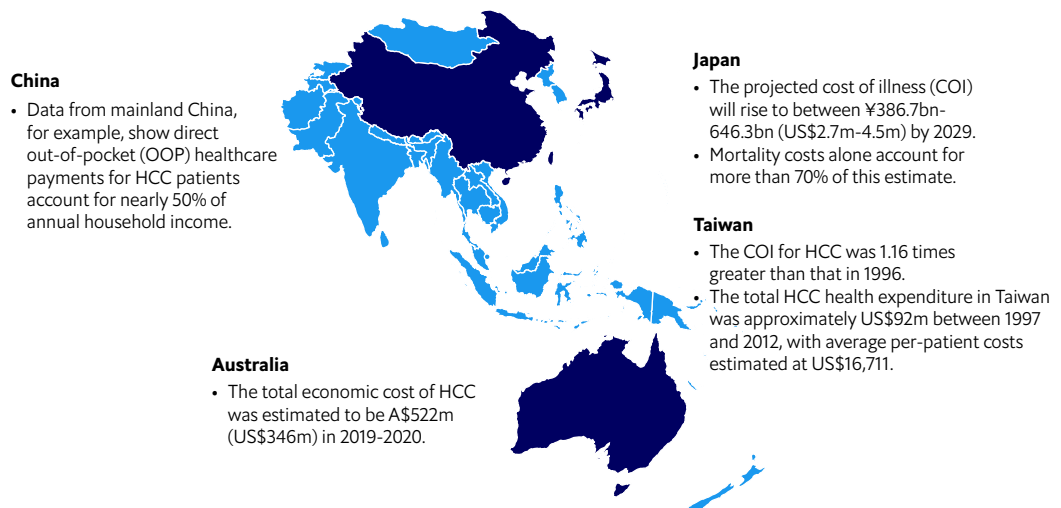 China
• Data from mainland China,
for example, show direct
out-of-pocket (OOP) healthcare
payments for HCC patients
account for nearly 50% of
annual household income.
Japan
• The projected cost of illness (COI)
will rise to between ¥386.7bn-
646.3bn (US$2.7m-4.5m) by 2029.
• Mortality costs alone account for
more than 70% of this estimate.
Taiwan
• The COI for HCC was 1.16 times
greater than that in 1996.
• The total HCC health expenditure in Taiwan
was approximately US$92m between 1997
and 2012, with average per-patient costs
estimated at US$16,711.
Australia
• The total economic cost of HCC
was estimated to be A$522m
(US$346m) in 2019-2020.